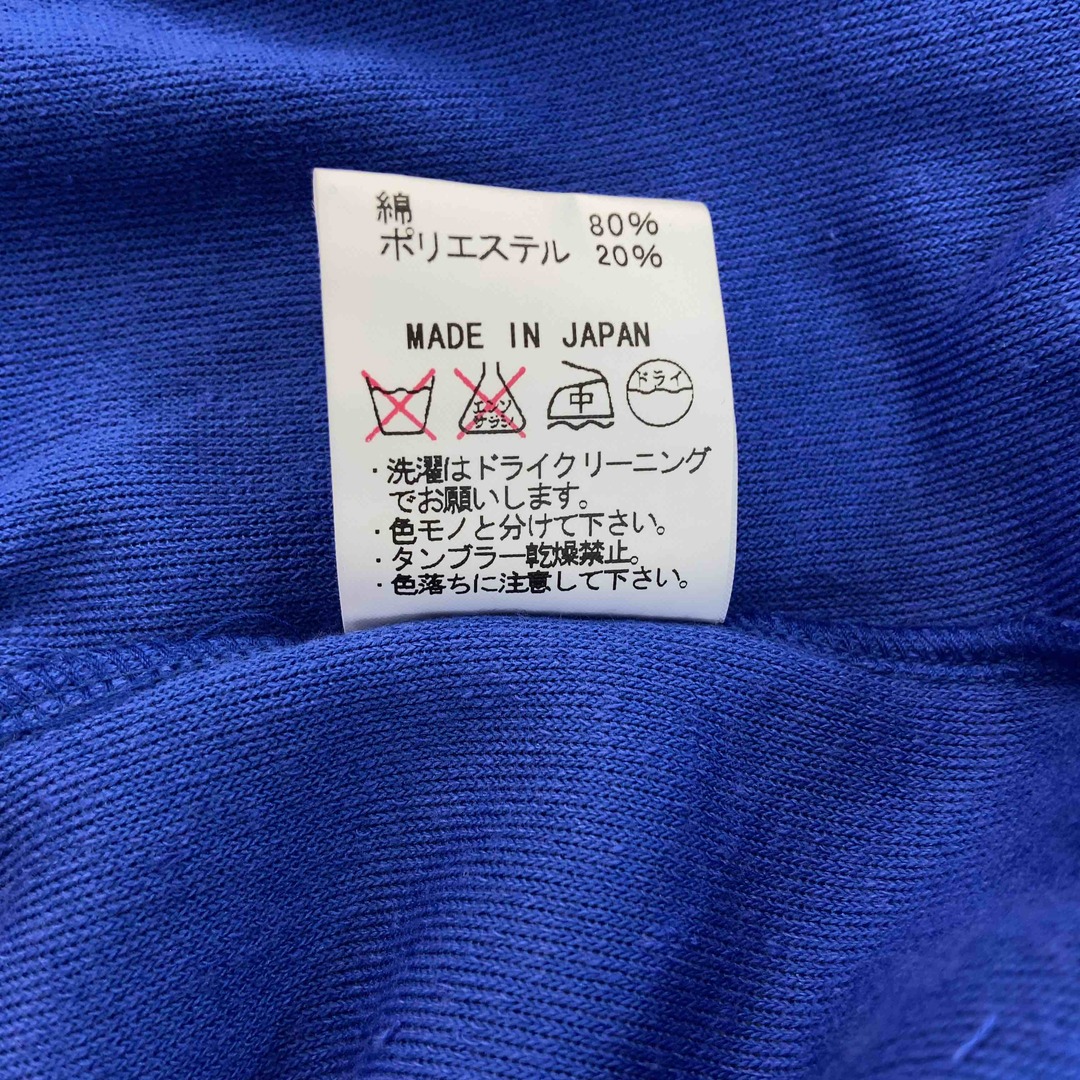 綿 80%
ポリエステル 20%
MADE IN JAPAN
エンソ
サラシ
中
ドライ
・洗濯はドライクリーニング
でお願いします。
・色モノと分けて下さい。
・タンブラー乾燥禁止。
・色落ちに注意して下さい。